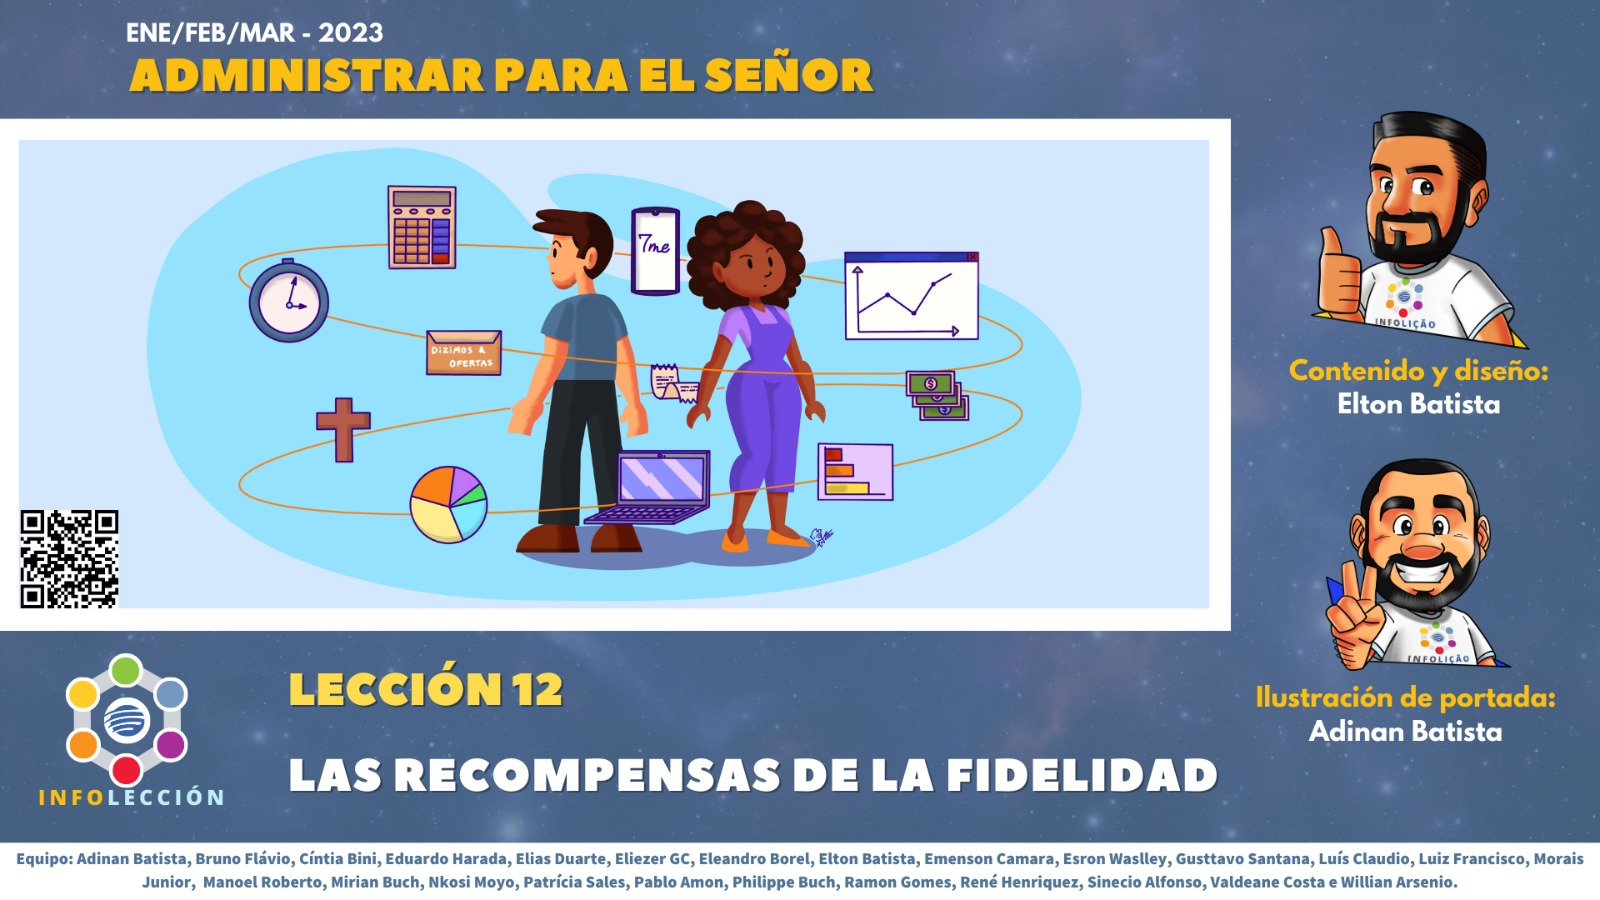 ENE/FEB/MAR - 2023
ADMINISTRAR PARA EL SEÑOR
7me
DIZIMOS &
OFERTAS
$
$
$
INFOLIÇÃO
Contenido y diseño:
Elton Batista
INFOLIÇÃO
Ilustración de portada:
Adinan Batista
LECCIÓN 12
LAS RECOMPENSAS DE LA FIDELIDAD
INFOLECCIÓN
Equipo: Adinan Batista, Bruno Flávio, Cíntia Bini, Eduardo Harada, Elias Duarte, Eliezer GC, Eleandro Borel, Elton Batista, Emenson Camara, Esron Waslley, Gusttavo Santana, Luís Claudio, Luiz Francisco, Morais
Junior, Manoel Roberto, Mirian Buch, Nkosi Moyo, Patrícia Sales, Pablo Amon, Philippe Buch, Ramon Gomes, René Henriquez, Sinecio Alfonso, Valdeane Costa e Willian Arsenio.